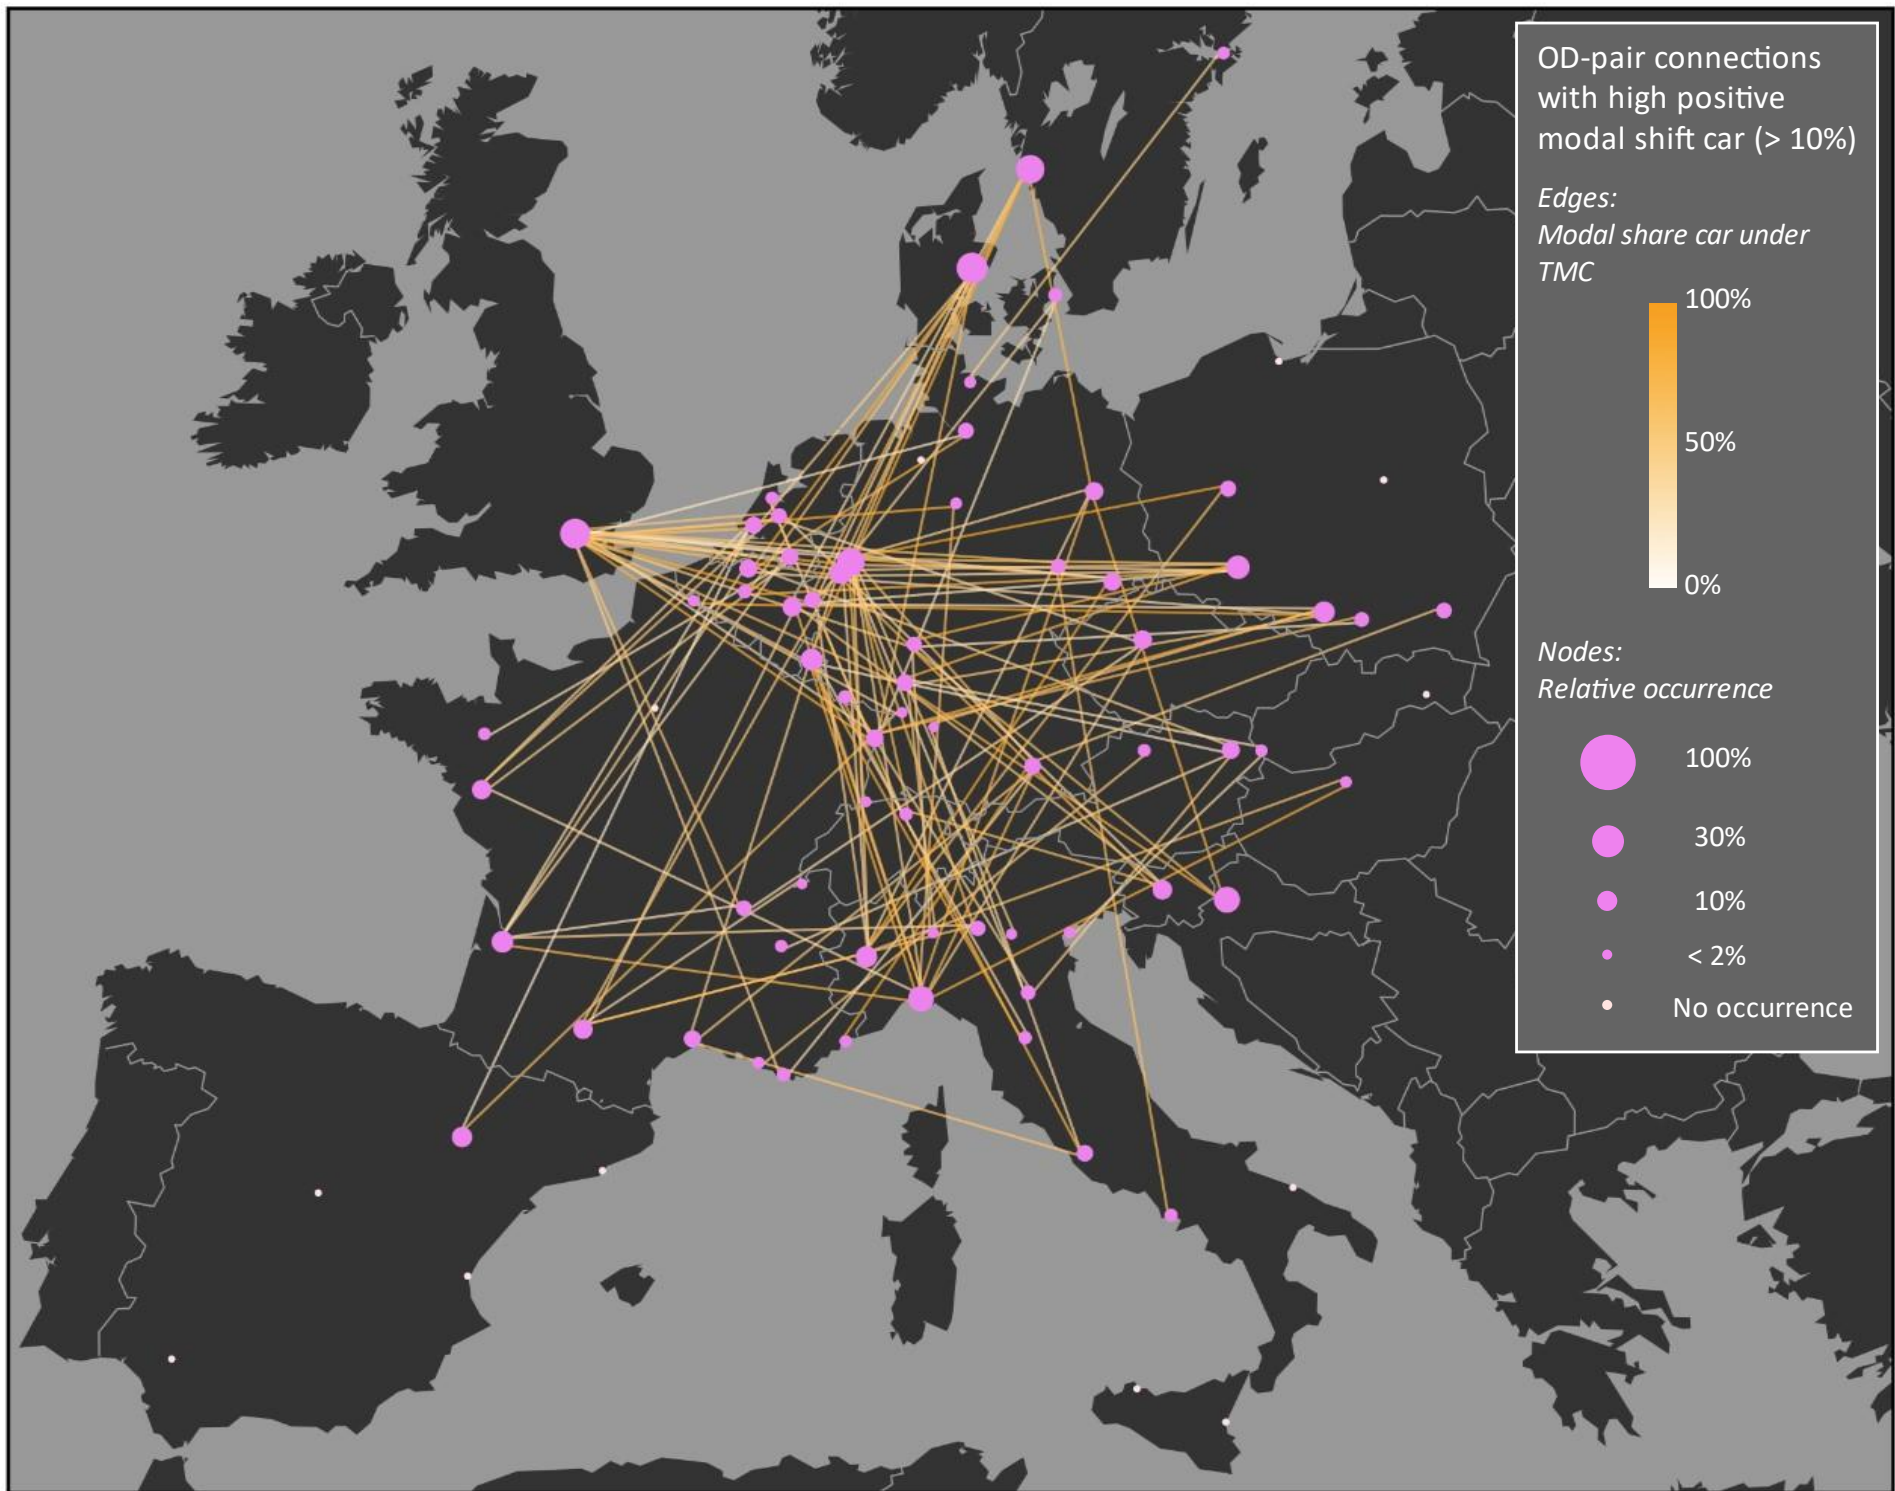 OD-pair connections
with high positive
modal shift car (> 10%)
Edges:
Modal share car under
TMC
100%
50%
0%
Nodes:
Relative occurrence
100%
30%
10%
< 2%
No occurrence